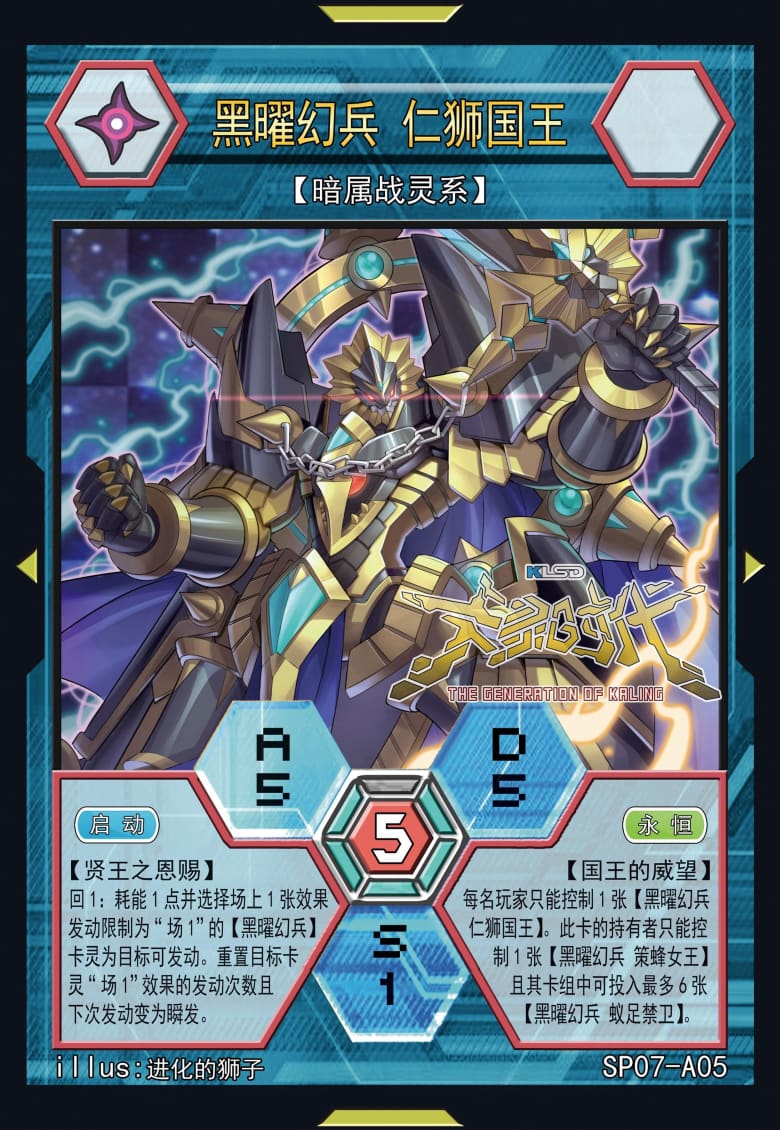 黑曜幻兵 仁狮国王
【暗属战灵系】
KLSD
卡灵时代
THE GENERATION OF KALING
A
5
D
5
5
S
1
启动
【贤王之恩赐】
回1：耗能1点并选择场上1张效果
发动限制为“场1”的【黑曜幻兵】
卡灵为目标可发动。重置目标卡
灵“场1”效果的发动次数且
下次发动变为瞬发。
永恒
【国王的威望】
每名玩家只能控制1张【黑曜幻兵
仁狮国王】。此卡的持有者只能控
制1张【黑曜幻兵 策蜂女王】
且其卡组中可投入最多6张
【黑曜幻兵 蚁足禁卫】。
illus:进化的狮子
SP07-A05